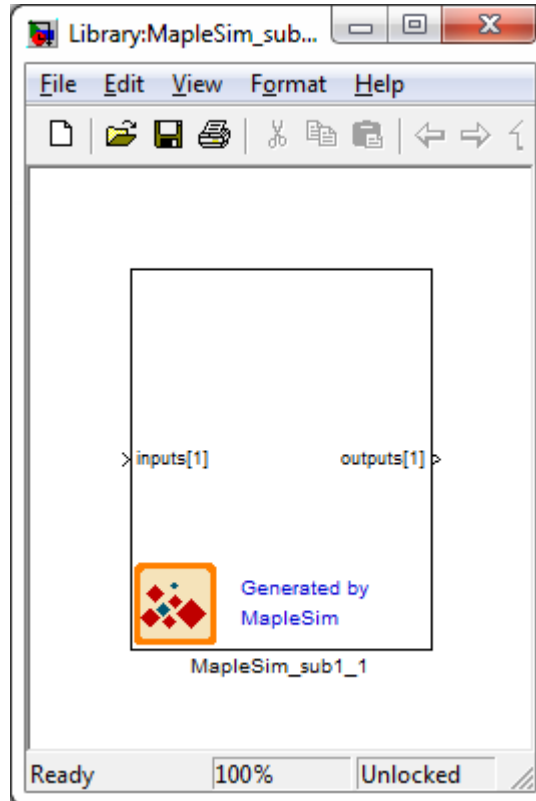 Library:MapleSim_sub...
File Edit View Format Help
inputs[1] outputs[1]
Generated by
MapleSim
MapleSim_sub1_1
Ready 100% Unlocked